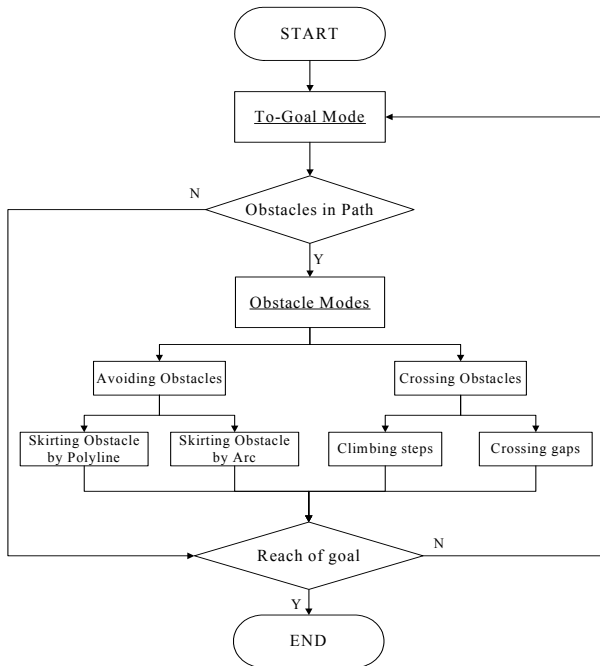 START
To-Goal Mode
N
Obstacles in Path
Y
Obstacle Modes
Avoiding Obstacles
Crossing Obstacles
Skirting Obstacle
by Polyline
Skirting Obstacle
by Arc
Climbing steps
Crossing gaps
Reach of goal
N
Y
END